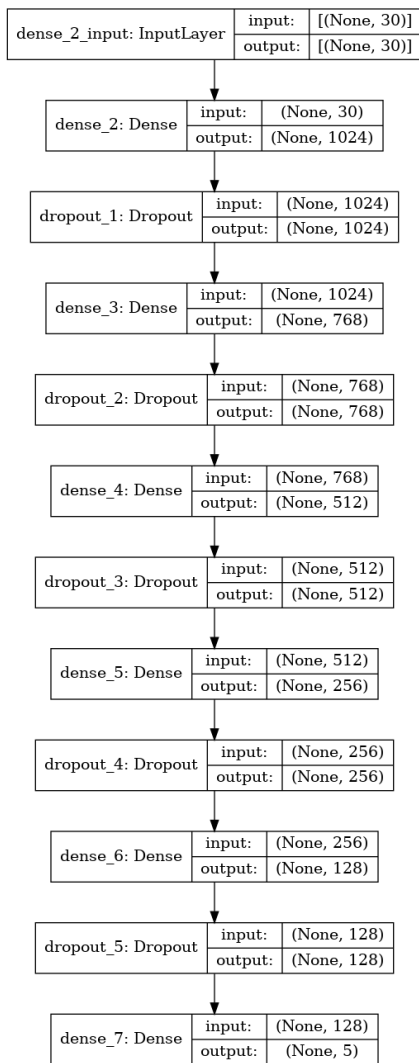 dense_2_input: InputLayer
input: [(None, 30)]
output: [(None, 30)]
dense_2: Dense
input: (None, 30)
output: (None, 1024)
dropout_1: Dropout
input: (None, 1024)
output: (None, 1024)
dense_3: Dense
input: (None, 1024)
output: (None, 768)
dropout_2: Dropout
input: (None, 768)
output: (None, 768)
dense_4: Dense
input: (None, 768)
output: (None, 512)
dropout_3: Dropout
input: (None, 512)
output: (None, 512)
dense_5: Dense
input: (None, 512)
output: (None, 256)
dropout_4: Dropout
input: (None, 256)
output: (None, 256)
dense_6: Dense
input: (None, 256)
output: (None, 128)
dropout_5: Dropout
input: (None, 128)
output: (None, 128)
dense_7: Dense
input: (None, 128)
output: (None, 5)